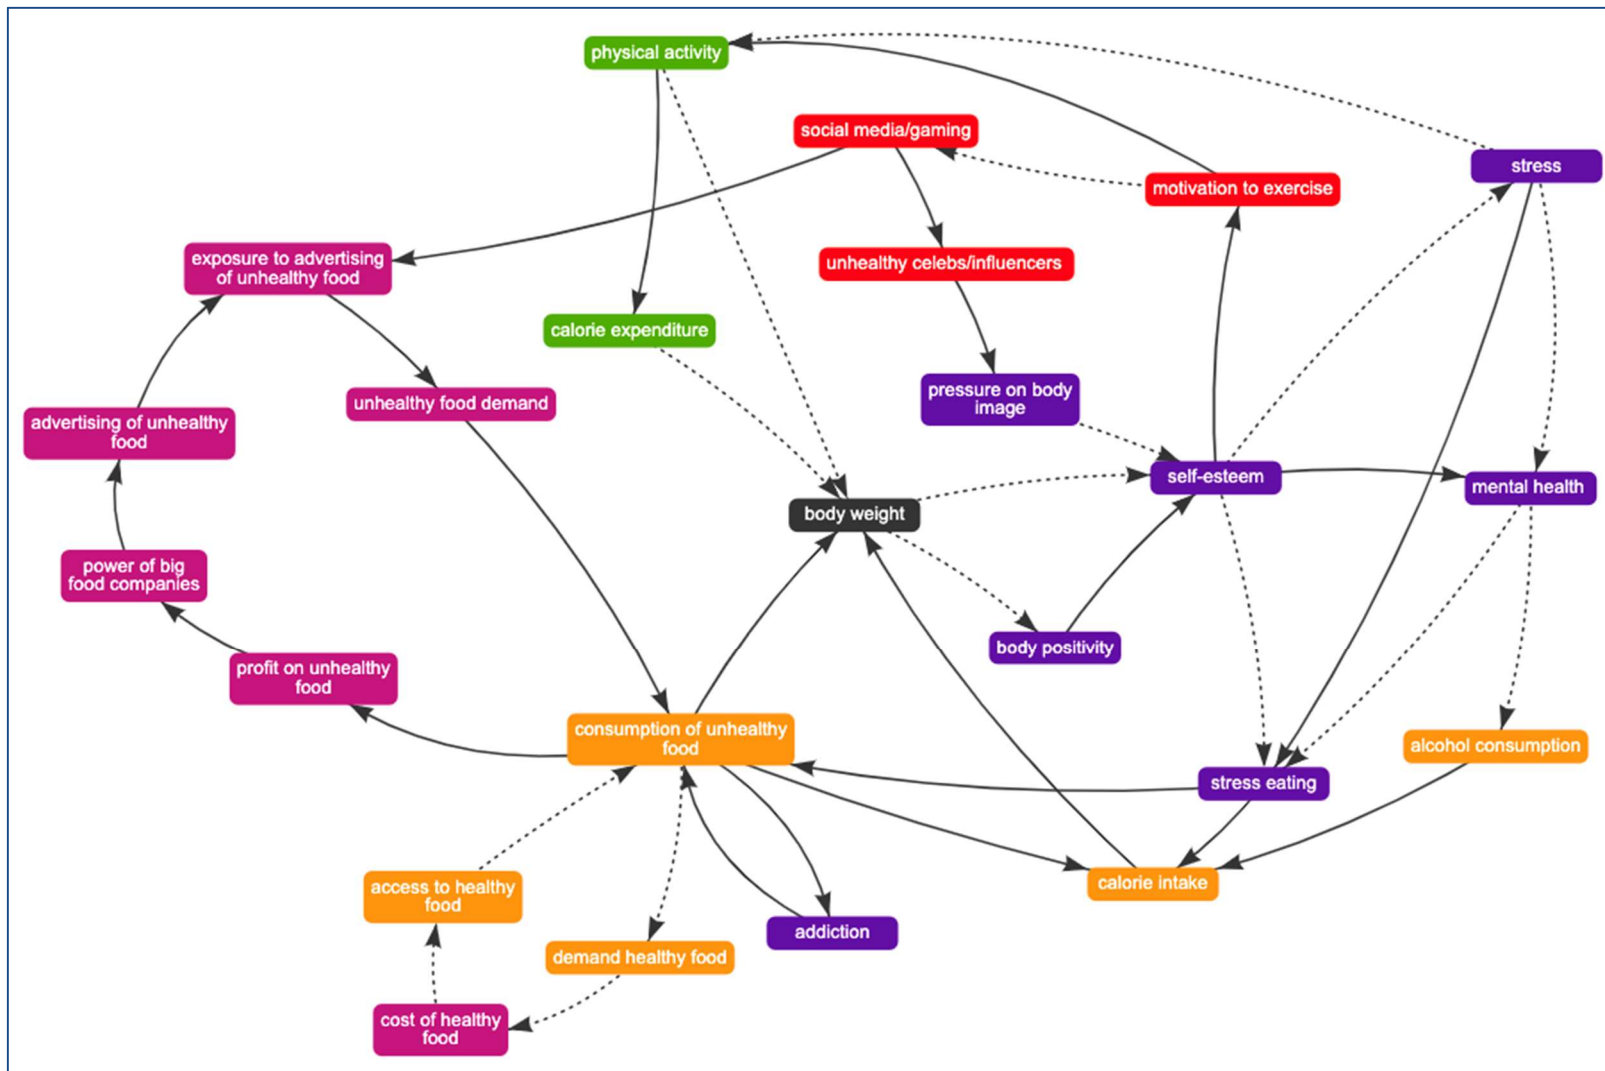 physical activity
social media/gaming
stress
motivation to exercise
exposure to advertising
of unhealthy food
unhealthy celebs/influencers
calorie expenditure
unhealthy food demand
pressure on body
image
advertising of unhealthy
food
self-esteem
mental health
body weight
power of big
food companies
body positivity
profit on unhealthy
food
consumption of unhealthy
food
alcohol consumption
stress eating
access to healthy
food
calorie intake
addiction
demand healthy food
cost of healthy
food